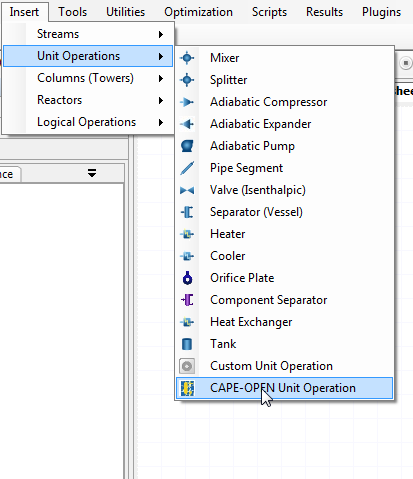 Insert Tools Utilities Optimization Scripts Results Plugins
Streams
Unit Operations
Columns (Towers)
Reactors
Logical Operations
Mixer
Splitter
Adiabatic Compressor
Adiabatic Expander
Adiabatic Pump
Pipe Segment
Valve (Isenthalpic)
Separator (Vessel)
Heater
Cooler
Orifice Plate
Component Separator
Heat Exchanger
Tank
Custom Unit Operation
CAPE-OPEN Unit Operation